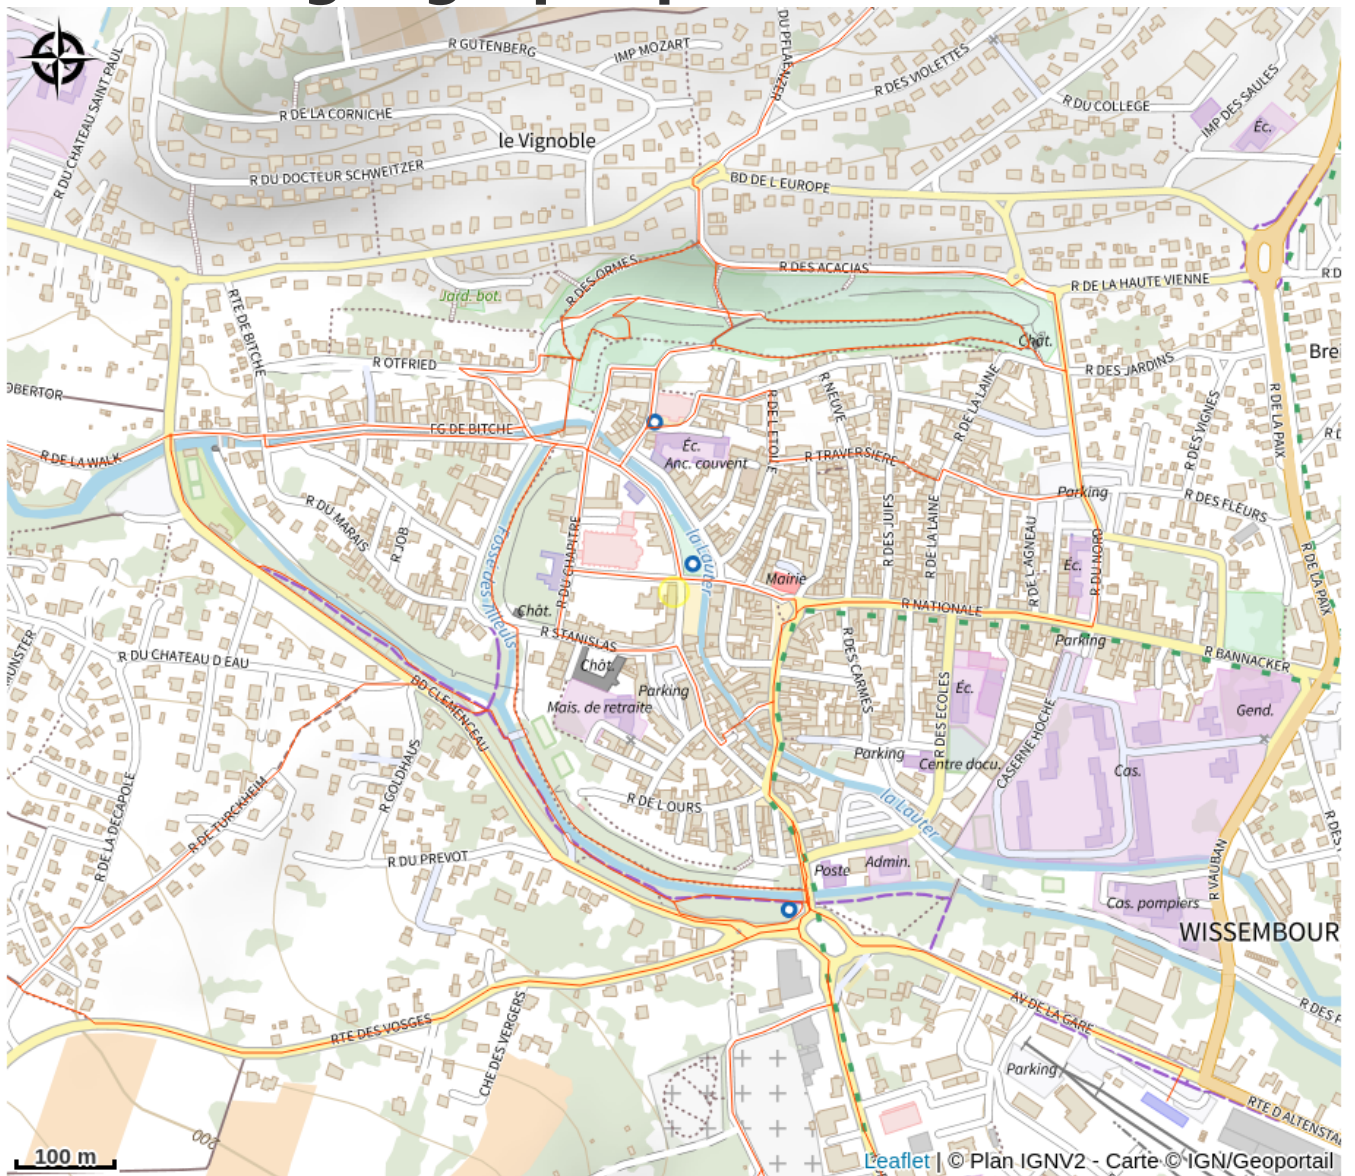 R GUTENBERG
IMP MOZART
DU PFLAENZER
R DES VIOLETTES
R DU CHATEAU SAINT PAUL
R DE LA CORNICHE
R DU COLLEGE
IMP DES SAULES
Éc.
le Vignoble
R DU DOCTEUR SCHWEITZER
BD DE L EUROPE
R DES ORMES
R DES ACACIAS
R DE LA HAUTE VIENNE
R D
Jard. bot.
RTE DE BITCHE
Chât.
Bre
R OTFRIED
R DES JARDINS
OBERTOR
R DE L ETOILE
R NEUVE
R DE LA LAINE
R DES VIGNES
R DE LA PAIX
FG DE BITCHE
R DE LA WALK
Éc.
Anc. couvent
R TRAVERSIERE
Parking
R DES FLEURS
R DU MARAIS
R JOB
Fossé des Tilleuls
R DU CHAPITRE
la Lauter
R DES JUIFS
R DE LA LAINE
R DE L AGNEAU
R DU NORD
R DE LA PAIX
Éc.
Mairie
Chât.
R NATIONALE
R STANISLAS
Parking
R BANNACKER
MUNSTER
R DU CHATEAU D EAU
Chât.
R DES CARMES
Parking
BD CLEMENCEAU
Mais. de retraite
R DES ECOLES
Éc.
Gend.
CASERNE HOCHE
R GOLDHAUS
Parking
Centre docu.
Cas.
R DE LA DECAPOLE
R DE TURCKHEIM
R DE L OURS
la Lauter
R DES
R DU PREVOT
Poste
Admin.
R VAUBAN
Cas. pompiers
WISSEMBOUR
AV DE LA GARE
R DES F
RTE DES VOSGES
CHE DES VERGERS
Parking
RTE D ALTENSTA
200
100 m
Leaflet | © Plan IGNV2 - Carte © IGN/Geoportail